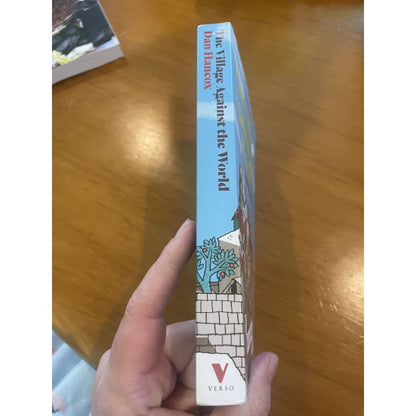 The Village Against the World
Dan Hancox
V
VERSO